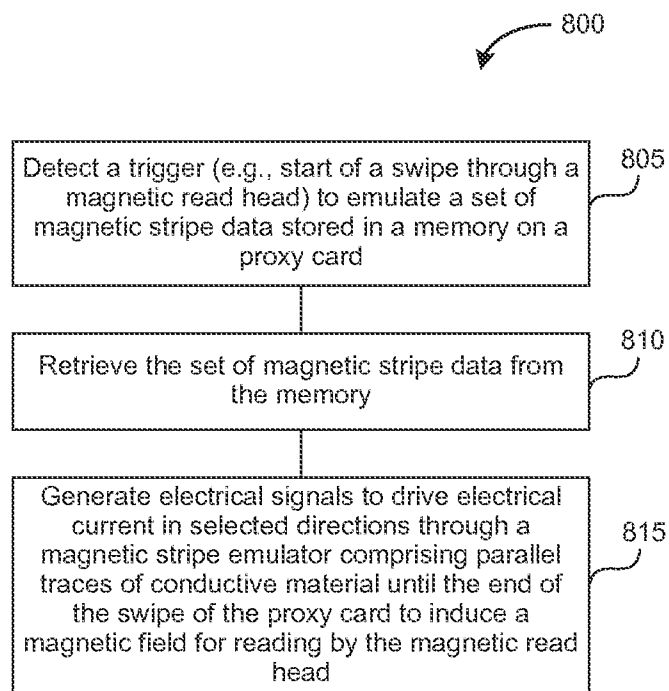 800
Detect a trigger (e.g., start of a swipe through a
magnetic read head) to emulate a set of
magnetic stripe data stored in a memory on a
proxy card
805
Retrieve the set of magnetic stripe data from
the memory
810
Generate electrical signals to drive electrical
current in selected directions through a
magnetic stripe emulator comprising parallel
traces of conductive material until the end of
the swipe of the proxy card to induce a
magnetic field for reading by the magnetic read
head
815